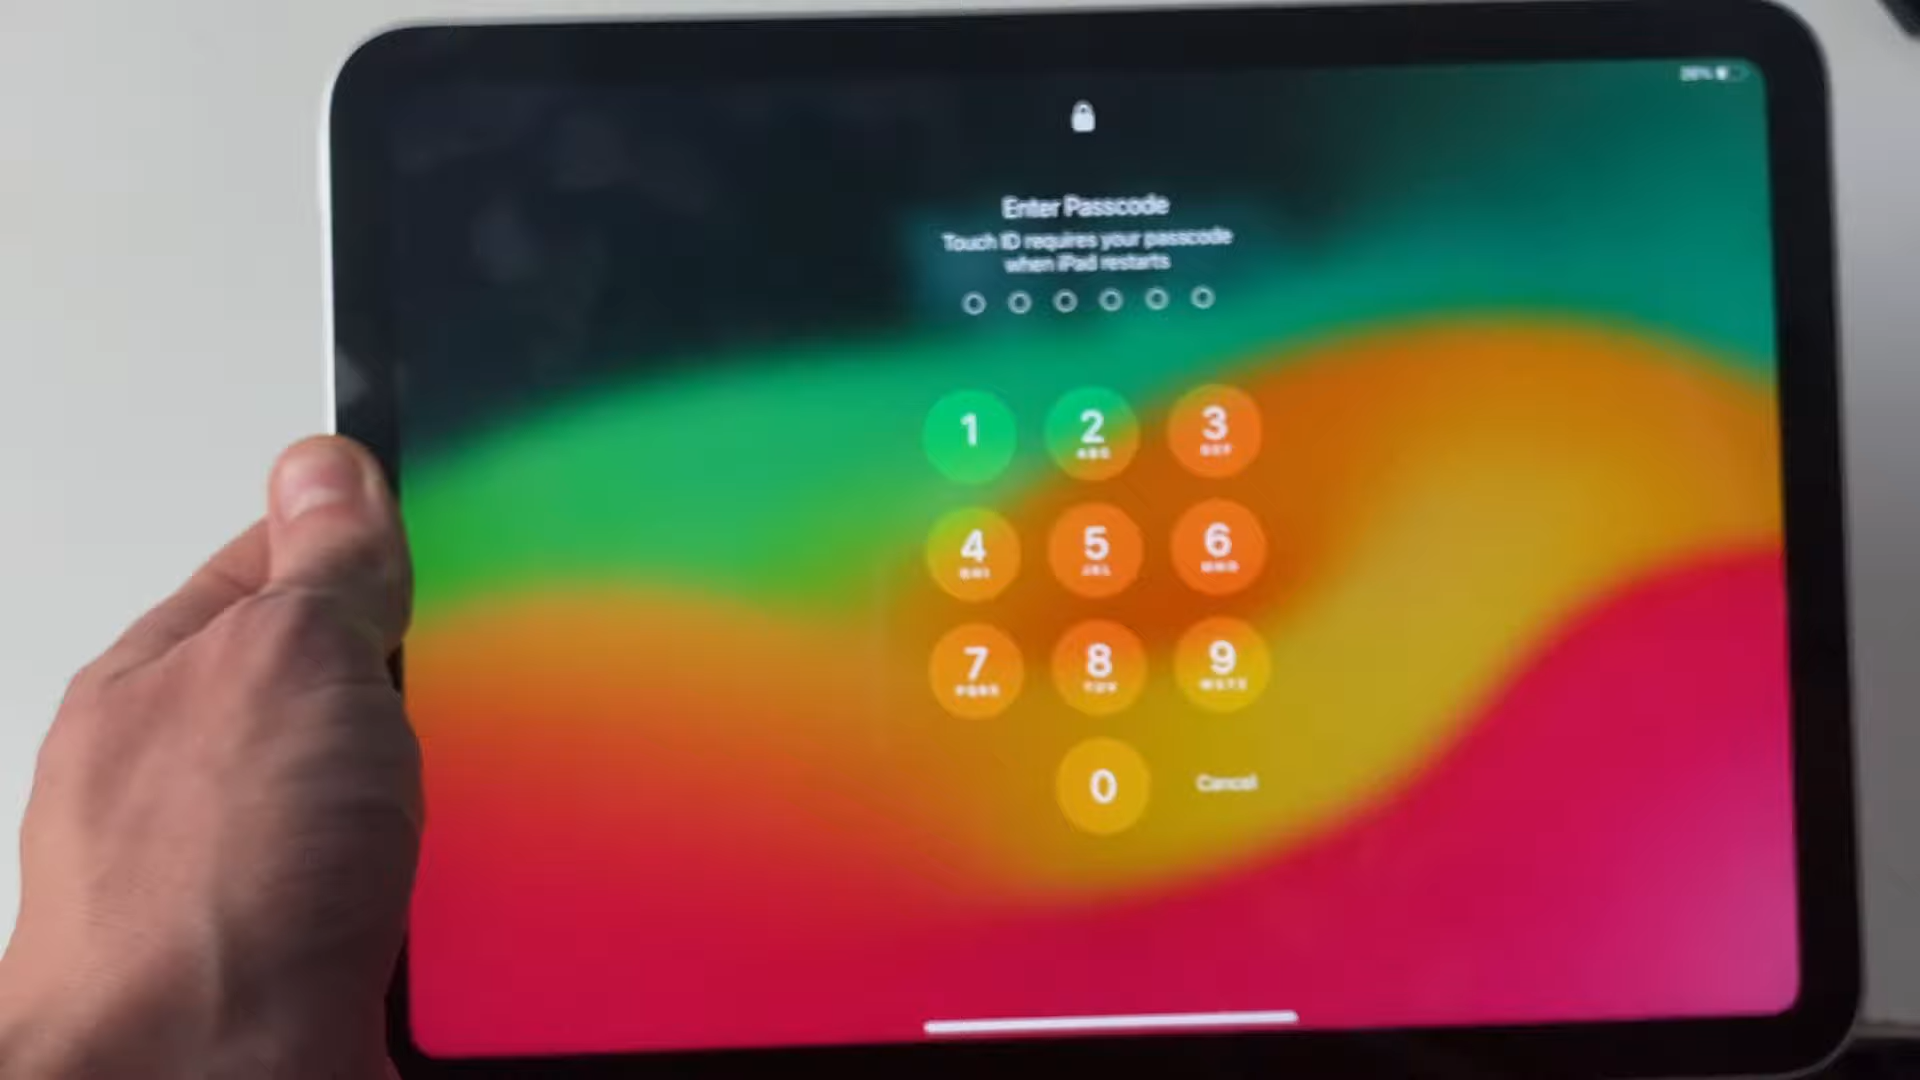 Enter Passcode
Touch ID requires your passcode
when iPad restarts
1
2
ABC
3
DEF
4
GHI
5
JKL
6
MNO
7
PQRS
8
TUV
9
WXYZ
0
Cancel